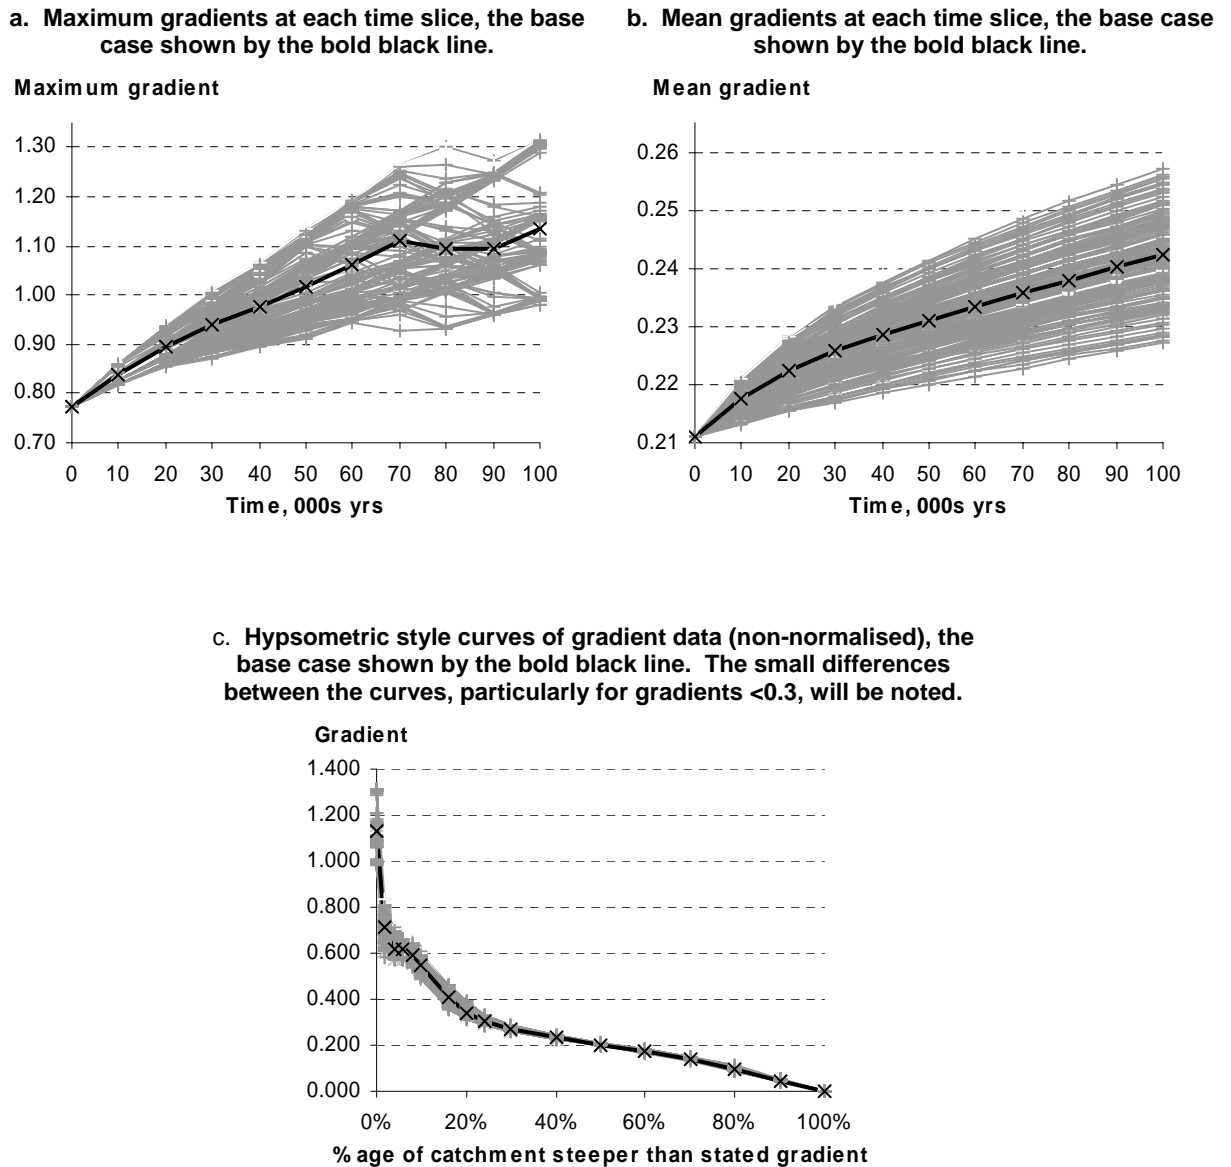 a. Maximum gradients at each time slice, the base
case shown by the bold black line.
Maximum gradient
1.30
1.20
1.10
1.00
0.90
0.80
0.70
0 10 20 30 40 50 60 70 80 90 100
Time, 000s yrs
b. Mean gradients at each time slice, the base case
shown by the bold black line.
Mean gradient
0.26
0.25
0.24
0.23
0.22
0.21
0 10 20 30 40 50 60 70 80 90 100
Time, 000s yrs
c. Hypsometric style curves of gradient data (non-normalised), the
base case shown by the bold black line. The small differences
between the curves, particularly for gradients <0.3, will be noted.
Gradient
1.400
1.200
1.000
0.800
0.600
0.400
0.200
0.000
0% 20% 40% 60% 80% 100%
%age of catchment steeper than stated gradient